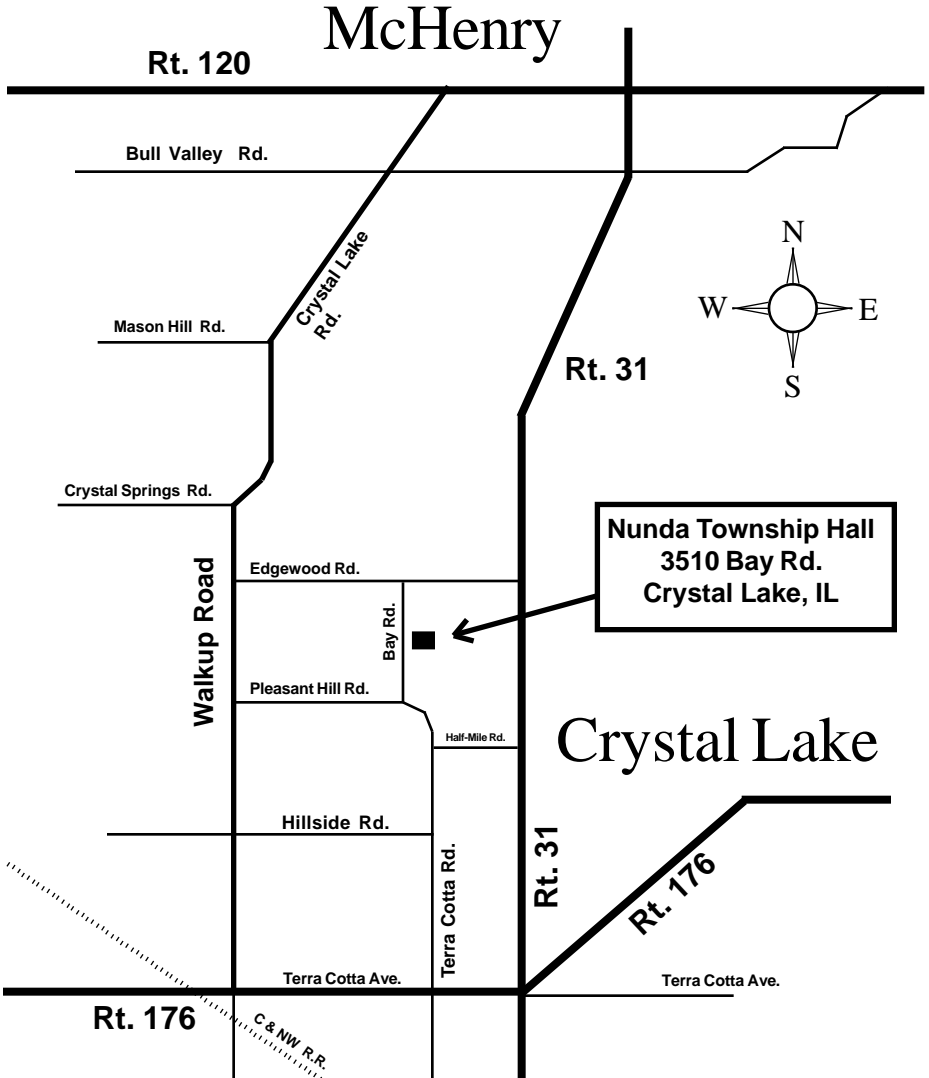 McHenry
Rt. 120
Bull Valley Rd.
N
Crystal Lake
Rd.
W
E
Mason Hill Rd.
Rt. 31
S
Crystal Springs Rd.
Nunda Township Hall
3510 Bay Rd.
Crystal Lake, IL
Edgewood Rd.
Walkup Road
Bay Rd.
Pleasant Hill Rd.
Half-Mile Rd.
Crystal Lake
Hillside Rd.
Rt. 31
Rt. 176
Terra Cotta Rd.
Terra Cotta Ave.
Terra Cotta Ave.
Rt. 176
C & NW R.R.